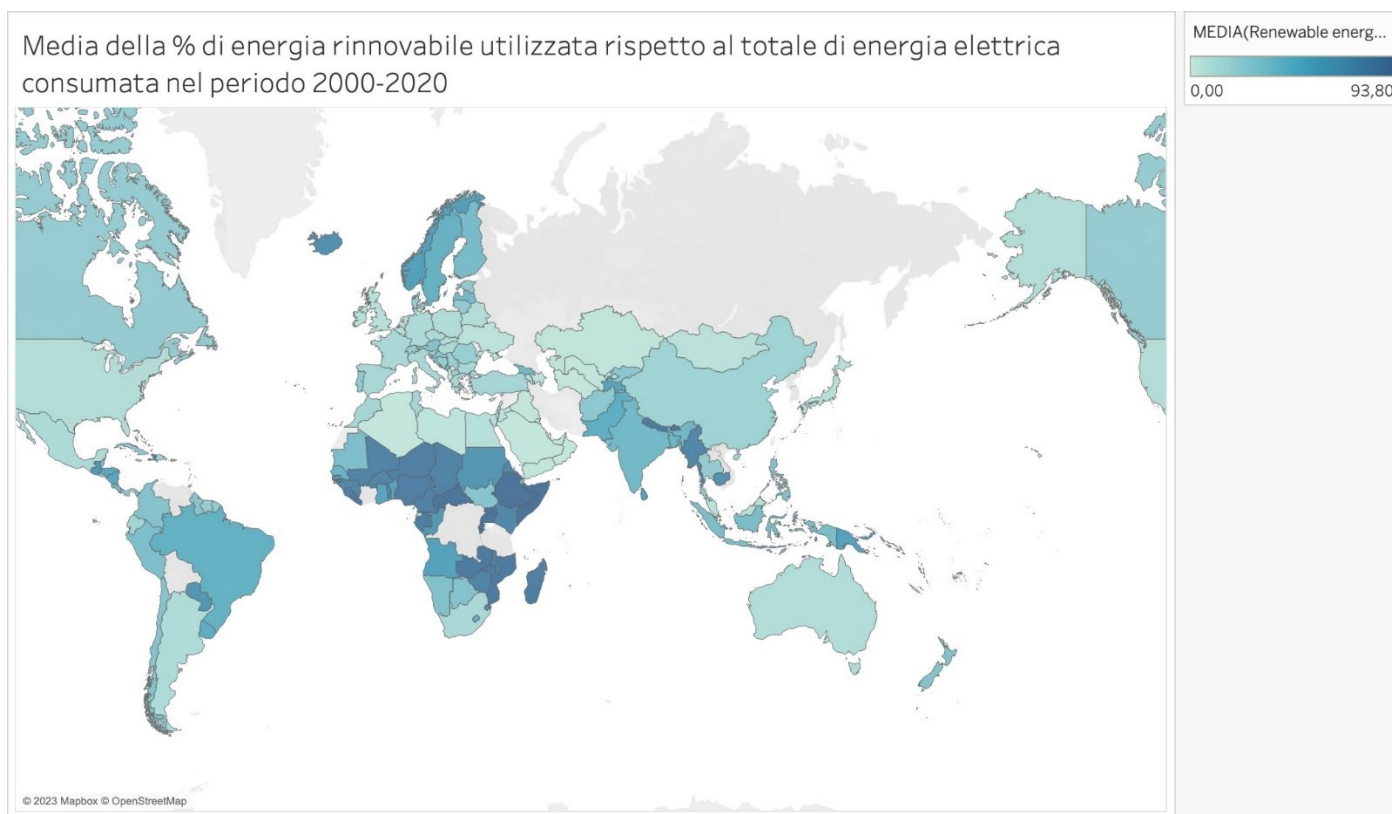 Media della % di energia rinnovabile utilizzata rispetto al totale di energia elettrica
consumata nel periodo 2000-2020
MEDIA(Renewable energ...
0,00 93,80
© 2023 Mapbox © OpenStreetMap